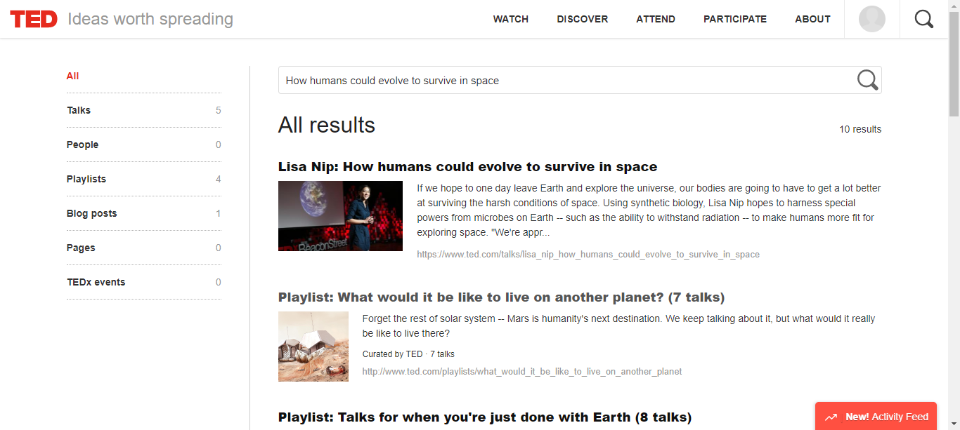 TED Ideas worth spreading
WATCH DISCOVER ATTEND PARTICIPATE ABOUT
All
Talks 5
People 0
Playlists 4
Blog posts 1
Pages 0
TEDx events 0
How humans could evolve to survive in space
All results
10 results
Lisa Nip: How humans could evolve to survive in space
If we hope to one day leave Earth and explore the universe, our bodies are going to have to get a lot better
at surviving the harsh conditions of space. Using synthetic biology, Lisa Nip hopes to harness special
powers from microbes on Earth -- such as the ability to withstand radiation -- to make humans more fit for
exploring space. "We're appr...
https://www.ted.com/talks/lisa_nip_how_humans_could_evolve_to_survive_in_space
BeaconStreet
Playlist: What would it be like to live on another planet? (7 talks)
Forget the rest of solar system -- Mars is humanity's next destination. We keep talking about it, but what would it really
be like to live there?
Curated by TED · 7 talks
http://www.ted.com/playlists/what_would_it_be_like_to_live_on_another_planet
Playlist: Talks for when you're just done with Earth (8 talks)
New! Activity Feed